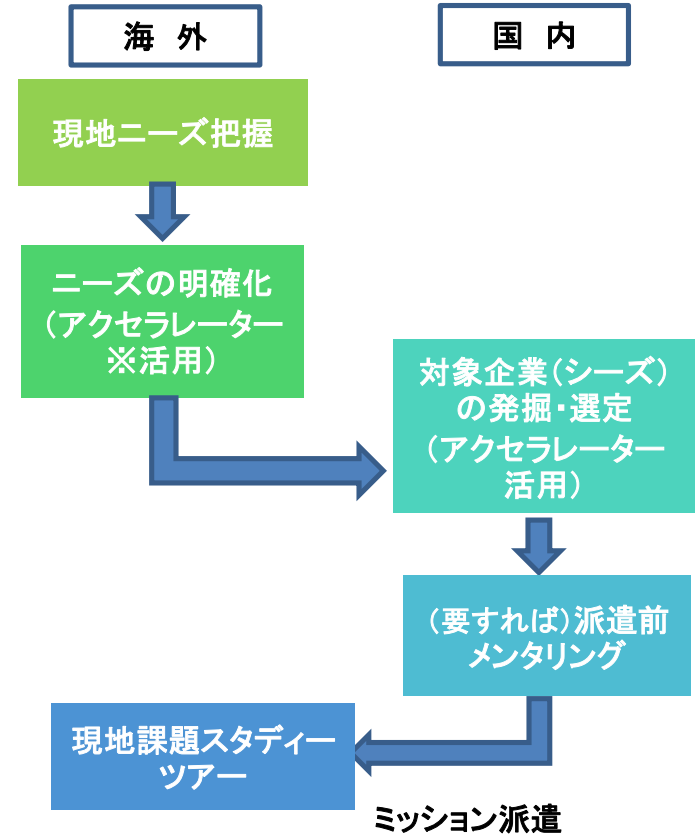 海 外
国 内
現地ニーズ把握
ニーズの明確化
（アクセラレーター
※活用）
対象企業（シーズ）
の発掘・選定
（アクセラレーター
活用）
（要すれば）派遣前
メンタリング
現地課題スタディー
ツアー
ミッション派遣